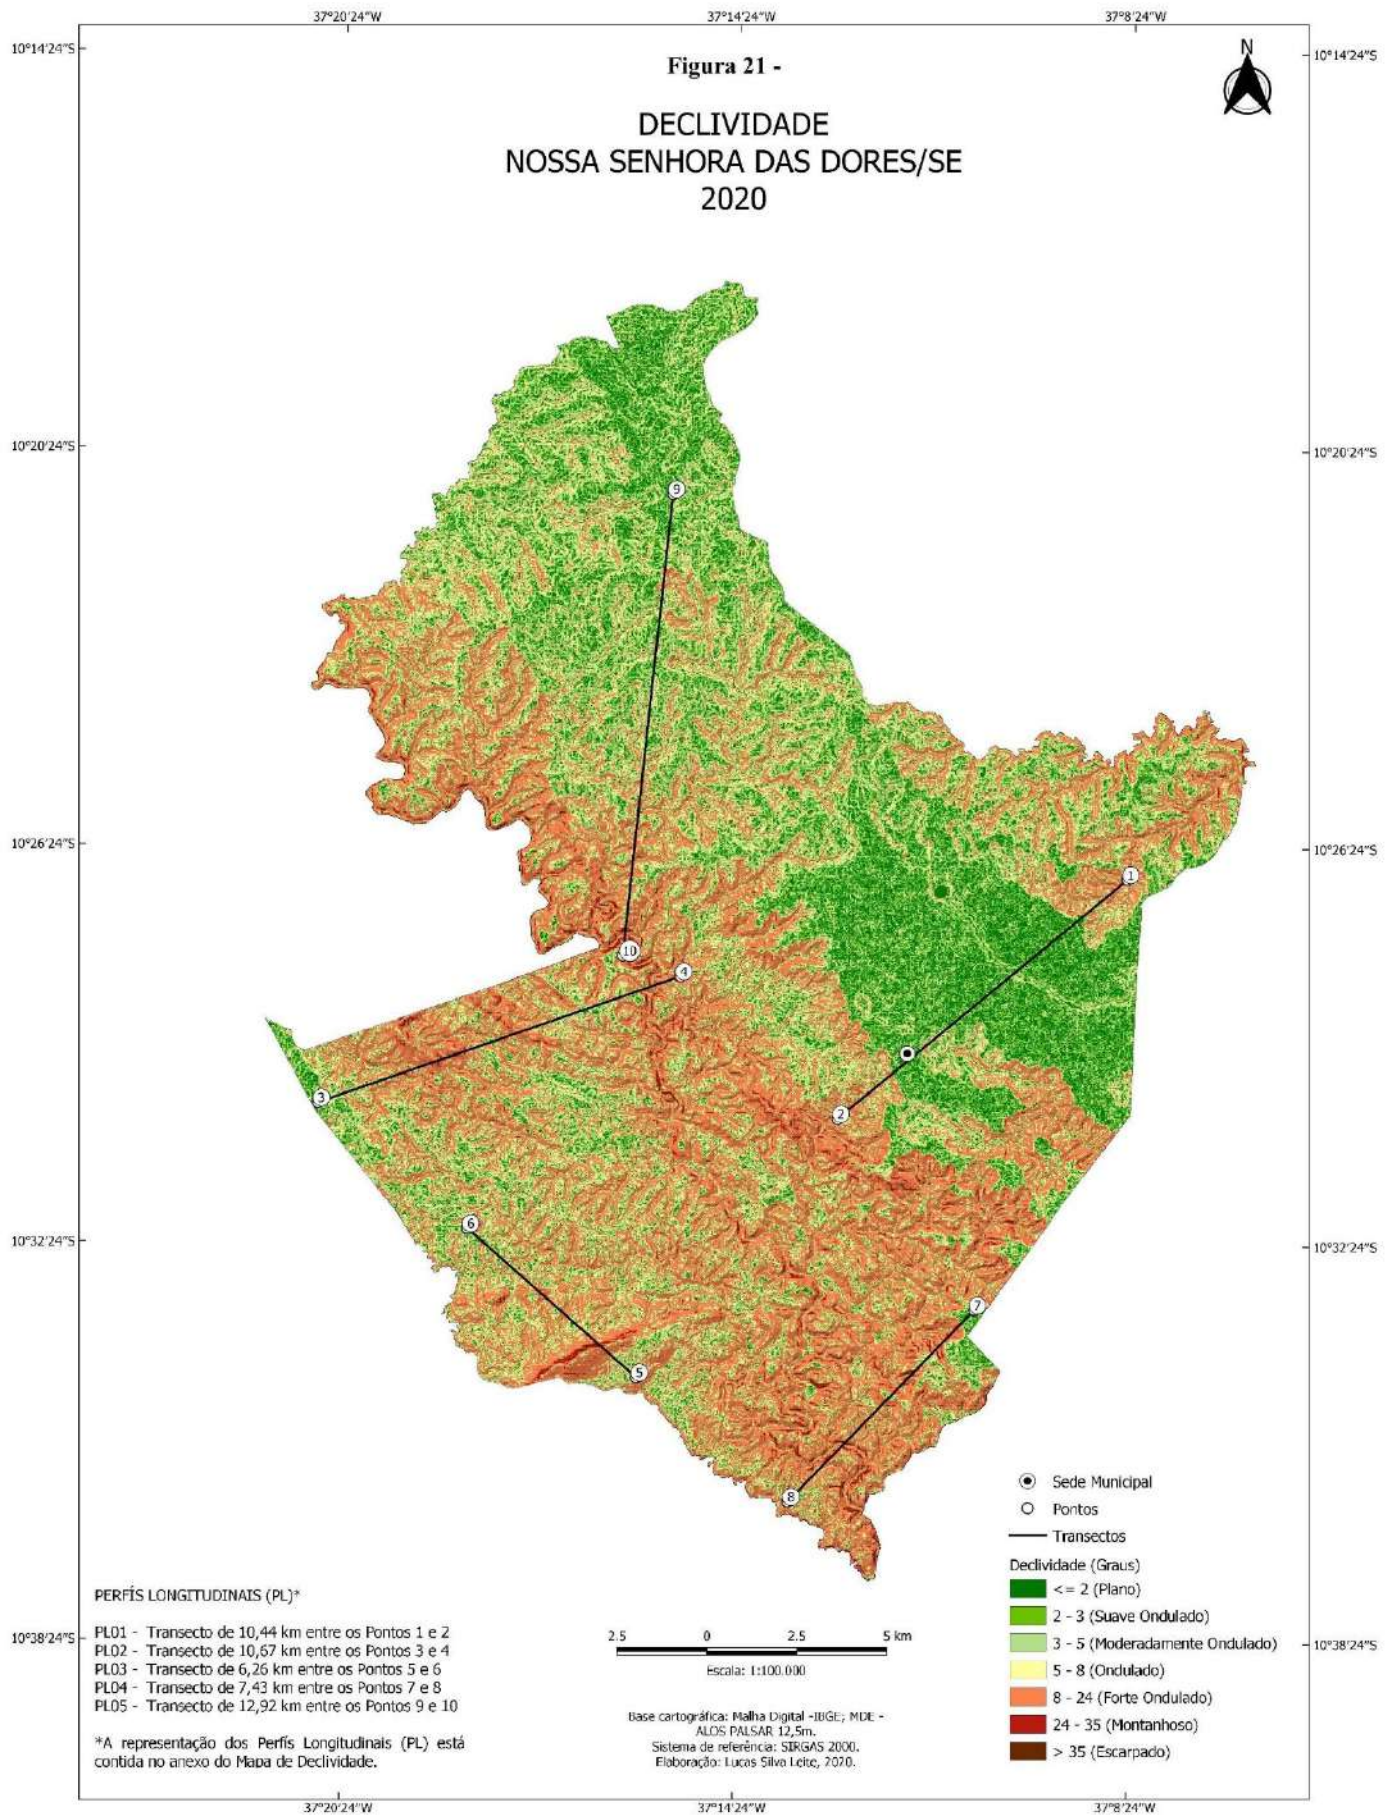 37°20'24"W
37°14'24"W
37°8'24"W
10°14'24"S
10°14'24"S
Figura 21 -
N
DECLIVIDADE
NOSSA SENHORA DAS DORES/SE
2020
10°20'24"S
10°20'24"S
9
10°26'24"S
10°26'24"S
1
10
4
3
2
6
10°32'24"S
10°32'24"S
7
5
8
Sede Municipal
Pontos
Transectos
Declividade (Graus)
<= 2 (Plano)
2 - 3 (Suave Ondulado)
3 - 5 (Moderadamente Ondulado)
5 - 8 (Ondulado)
8 - 24 (Forte Ondulado)
24 - 35 (Montanhoso)
> 35 (Escarpado)
PERFÍS LONGITUDINAIS (PL)*
PL01 - Transecto de 10,44 km entre os Pontos 1 e 2
PL02 - Transecto de 10,67 km entre os Pontos 3 e 4
PL03 - Transecto de 6,26 km entre os Pontos 5 e 6
PL04 - Transecto de 7,43 km entre os Pontos 7 e 8
PL05 - Transecto de 12,92 km entre os Pontos 9 e 10
*A representação dos Perfís Longitudinais (PL) está
contida no anexo do Mapa de Declividade.
10°38'24"S
10°38'24"S
2.5 0 2.5 5 km
Escala: 1:100.000
Base cartográfica: Malha Digital -IBGE; MDE -
ALOS PALSAR 12,5m.
Sistema de referência: SIRGAS 2000.
Elaboração: Lucas Silva Leite, 2020.
37°20'24"W
37°14'24"W
37°8'24"W